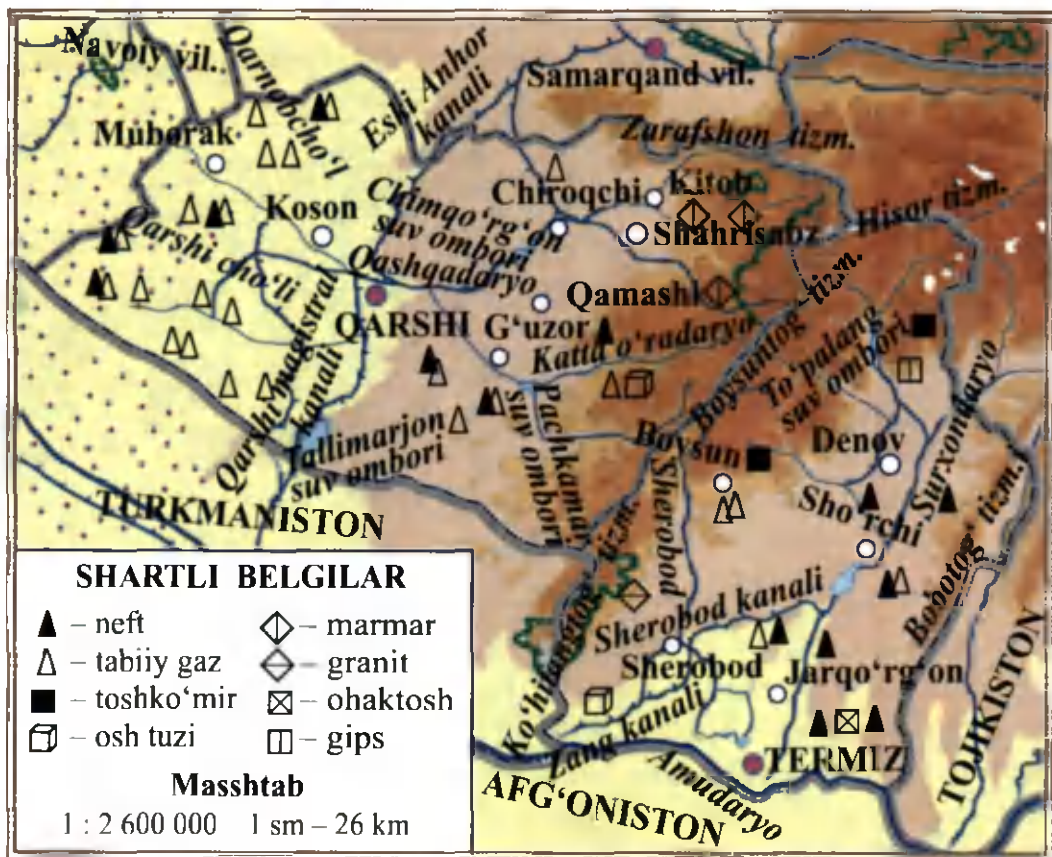 Navoiy vil.
Qarnobcho‘l
Eski Anhor
kanali
Samarqand vil.
Muborak
Zarafshon tizm.
Chiroqchi
Kitob
Koson
Chimqo‘rg‘on
suv ombori
Shahrisabz
Hisor tizm.
Qarshi cho‘li
Qashqadaryo
Qamashi
QARSHI
G‘uzor
Katta o‘radaryo
Boysuntog‘ tizm.
To‘palang
suv ombori
Qarshi magistral
kanali
Tallimarjon
suv ombori
Pachkamar
suv ombori
Boysun
Denov
Surxondaryo
TURKMANISTON
Sherobod
Sho‘rchi
Bobotog‘ tizm.
Ko‘hitangtog‘ tizm.
Sherobod kanali
Sherobod
Jarqo‘rg‘on
Zang kanali
TERMIZ
Amudaryo
AFG‘ONISTON
TOJIKISTON
SHARTLI BELGILAR
– neft
– marmar
– tabiiy gaz
– granit
– toshko‘mir
– ohaktosh
– osh tuzi
– gips
Masshtab
1 : 2 600 000 1 sm – 26 km